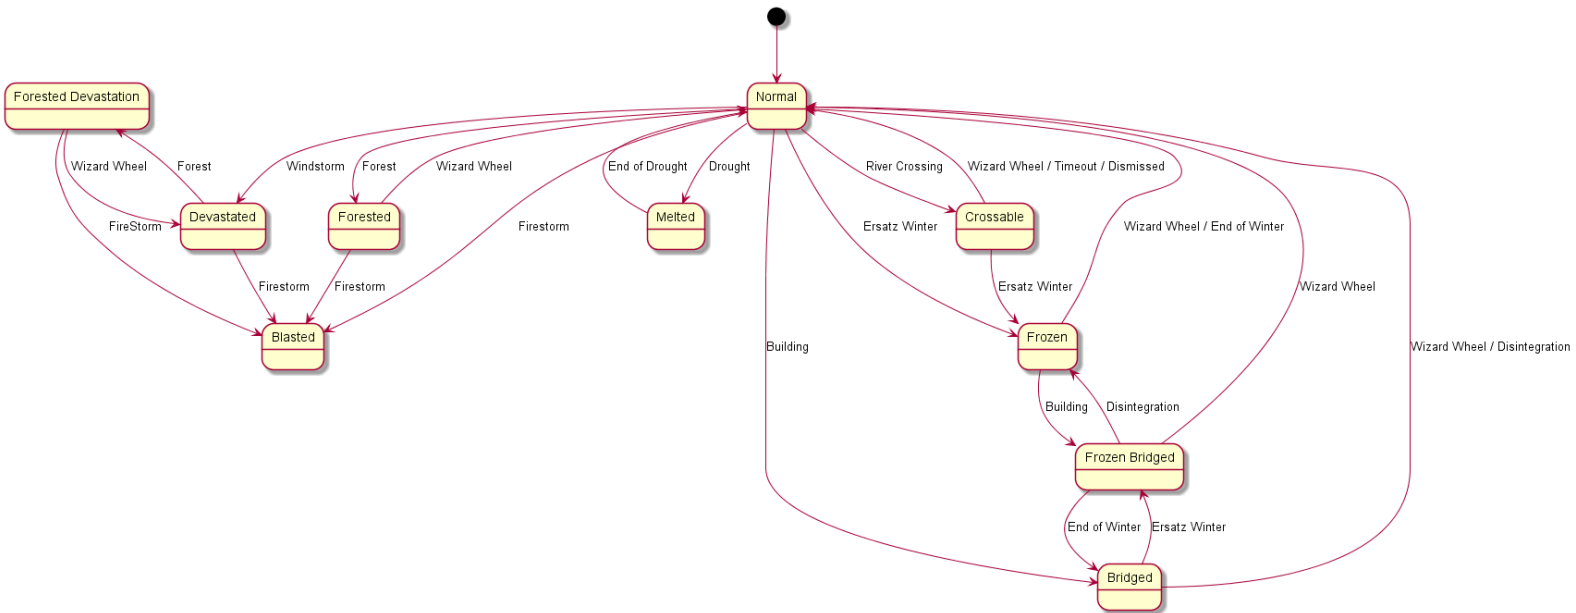 Forested Devastation
Normal
Wizard Wheel
Forest
Windstorm
Forest
Wizard Wheel
End of Drought
Drought
River Crossing
Wizard Wheel / Timeout / Dismissed
Devastated
Forested
Melted
Crossable
FireStorm
Firestorm
Ersatz Winter
Wizard Wheel / End of Winter
Firestorm
Firestorm
Ersatz Winter
Wizard Wheel
Blasted
Frozen
Building
Wizard Wheel / Disintegration
Building
Disintegration
Frozen Bridged
End of Winter
Ersatz Winter
Bridged